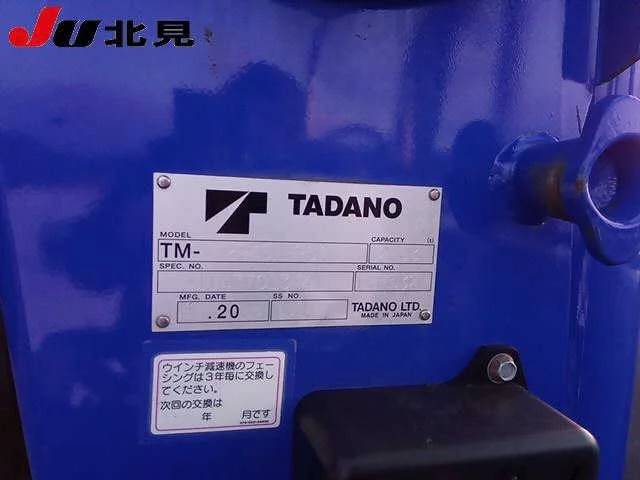 JU北見
TADANO
MODEL
TM-
CAPACITY (t)
SPEC. NO.
SERIAL NO.
MFG. DATE
.20
SS NO.
TADANO LTD.
MADE IN JAPAN
ウインチ減速機のフェー
シングは3年毎に交換し
てください。
次回の交換は
年 月です